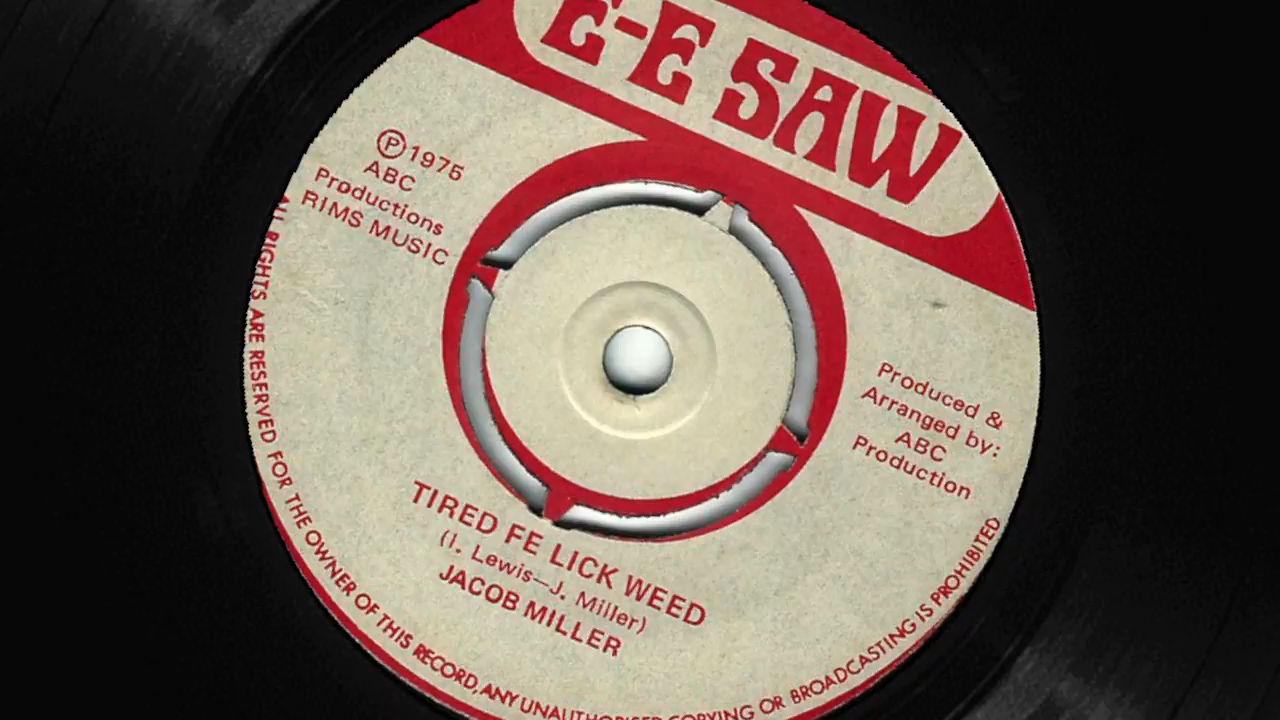 E-E SAW
Ⓟ1975
ABC
Productions
RIMS MUSIC
Produced &
Arranged by:
ABC
Production
TIRED FE LICK WEED
(I. Lewis—J. Miller)
JACOB MILLER
ALL RIGHTS ARE RESERVED FOR THE OWNER OF THIS RECORD, ANY UNAUTHORISED COPYING OR BROADCASTING IS PROHIBITED